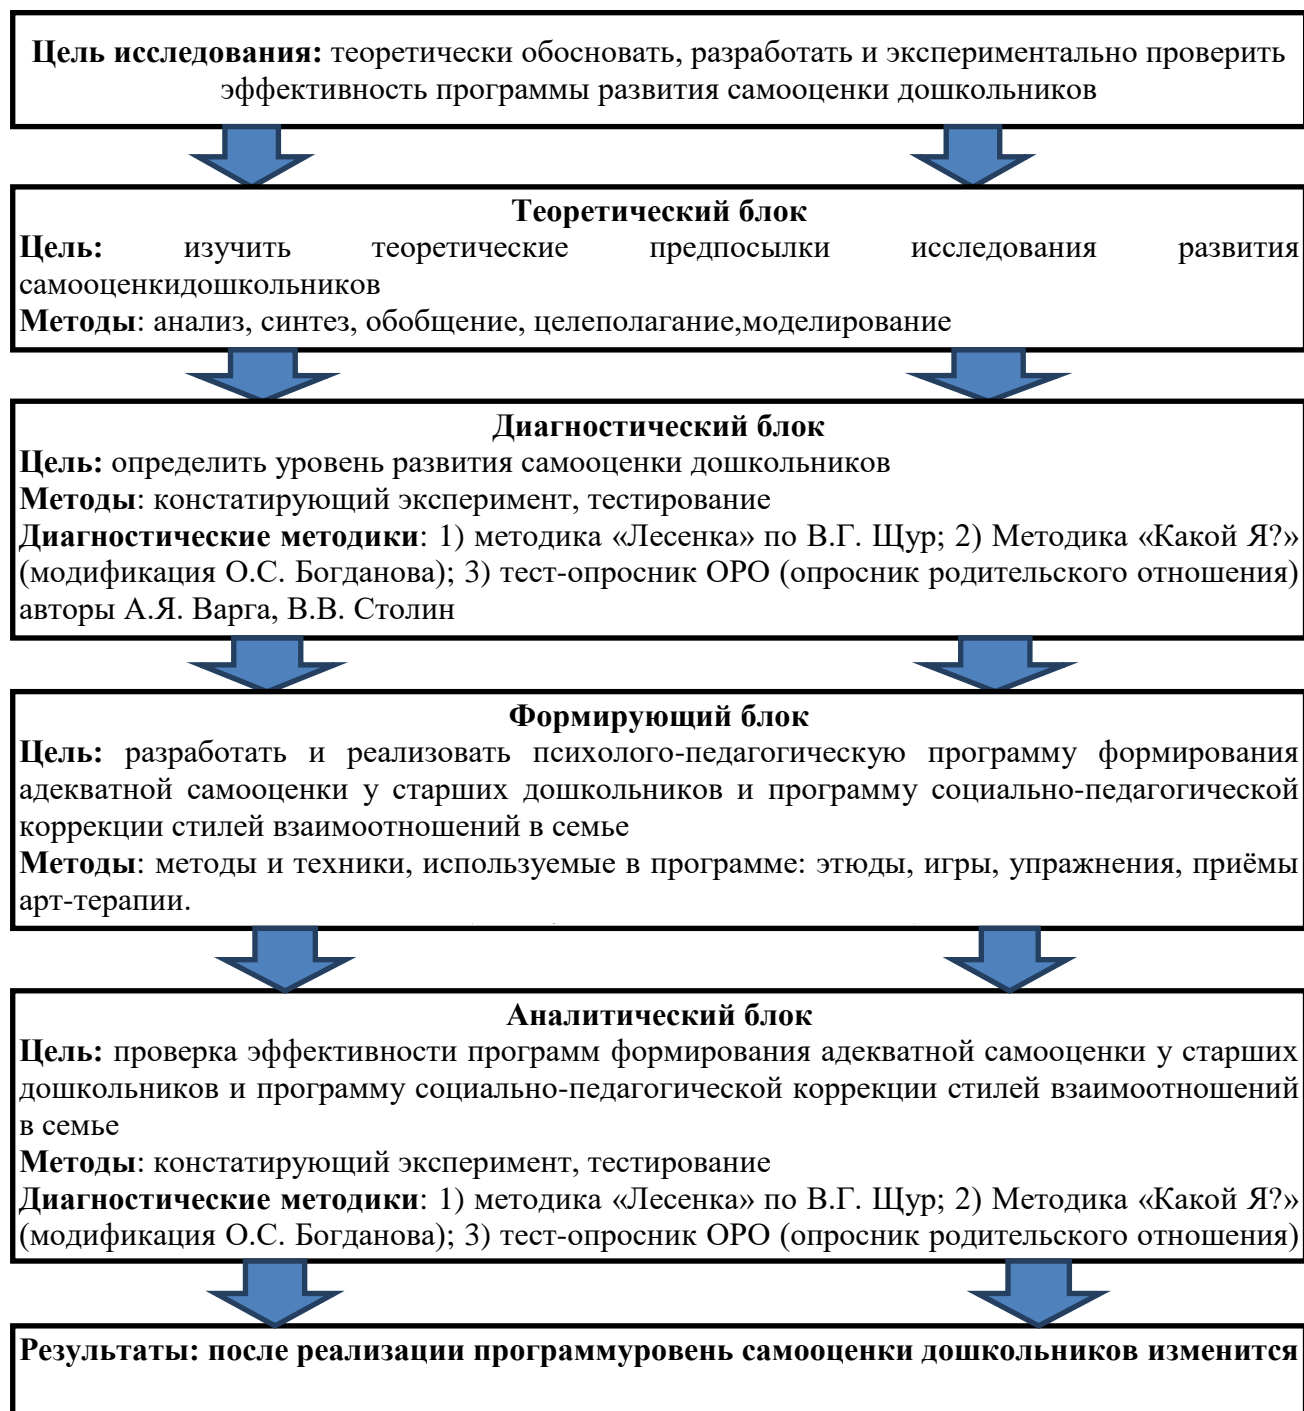 Цель исследования: теоретически обосновать, разработать и экспериментально проверить
эффективность программы развития самооценки дошкольников
Теоретический блок
Цель: изучить теоретические предпосылки исследования развития
самооценкидошкольников
Методы: анализ, синтез, обобщение, целеполагание,моделирование
Диагностический блок
Цель: определить уровень развития самооценки дошкольников
Методы: констатирующий эксперимент, тестирование
Диагностические методики: 1) методика «Лесенка» по В.Г. Щур; 2) Методика «Какой Я?»
(модификация О.С. Богданова); 3) тест-опросник ОРО (опросник родительского отношения)
авторы А.Я. Варга, В.В. Столин
Формирующий блок
Цель: разработать и реализовать психолого-педагогическую программу формирования
адекватной самооценки у старших дошкольников и программу социально-педагогической
коррекции стилей взаимоотношений в семье
Методы: методы и техники, используемые в программе: этюды, игры, упражнения, приёмы
арт-терапии.
Аналитический блок
Цель: проверка эффективности программ формирования адекватной самооценки у старших
дошкольников и программу социально-педагогической коррекции стилей взаимоотношений
в семье
Методы: констатирующий эксперимент, тестирование
Диагностические методики: 1) методика «Лесенка» по В.Г. Щур; 2) Методика «Какой Я?»
(модификация О.С. Богданова); 3) тест-опросник ОРО (опросник родительского отношения)
Результаты: после реализации программуровень самооценки дошкольников изменится